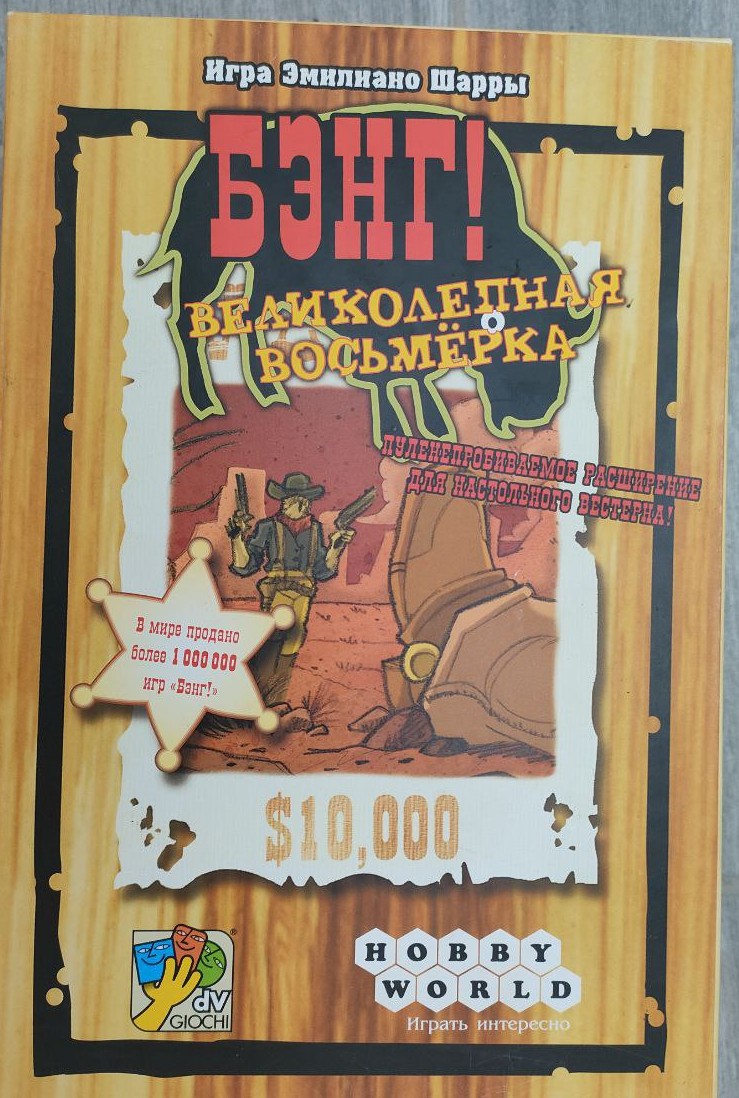 Игра Эмилиано Шарры
БЭНГ!
ВЕЛИКОЛЕПНАЯ
ВОСЬМЁРКА
ПУЛЕНЕПРОБИВАЕМОЕ РАСШИРЕНИЕ
ДЛЯ НАСТОЛЬНОГО ВЕСТЕРНА!
В мире продано
более 1 000 000
игр «Бэнг!»
$10,000
dV
GIOCHI
®
HOBBY
WORLD
Играть интересно